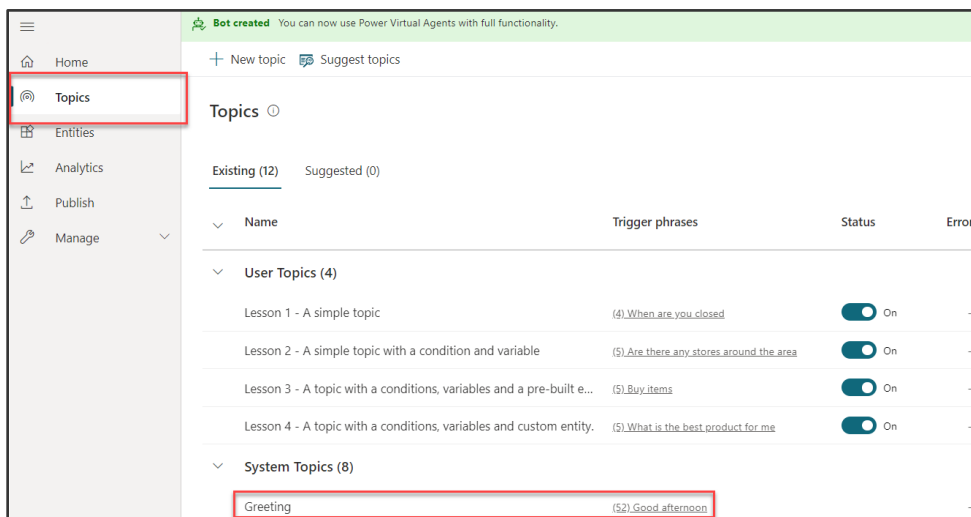 Bot created You can now use Power Virtual Agents with full functionality.
Home
Topics
Entities
Analytics
Publish
Manage
New topic
Suggest topics
Topics
Existing (12)
Suggested (0)
Name Trigger phrases Status Error
User Topics (4)
Lesson 1 - A simple topic (4) When are you closed On
Lesson 2 - A simple topic with a condition and variable (5) Are there any stores around the area On
Lesson 3 - A topic with a conditions, variables and a pre-built e... (5) Buy items On
Lesson 4 - A topic with a conditions, variables and custom entity. (5) What is the best product for me On
System Topics (8)
Greeting (52) Good afternoon